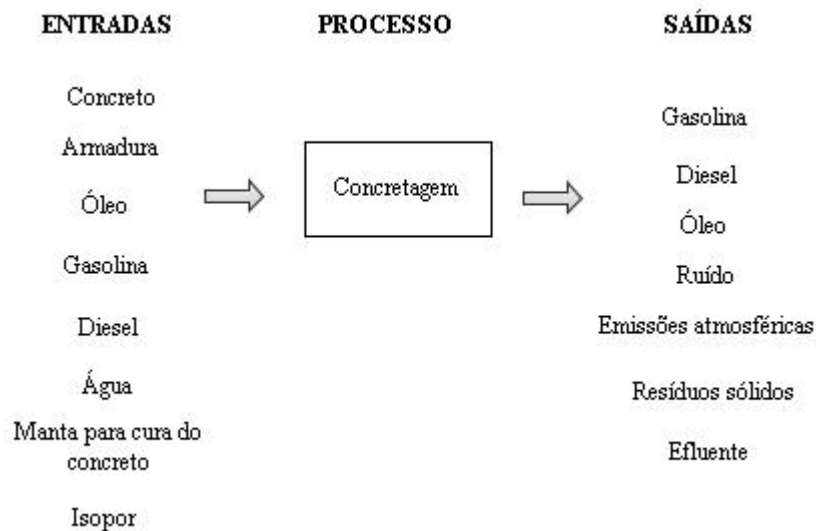 ENTRADAS
PROCESSO
SAÍDAS
Concreto
Armadura
Óleo
Gasolina
Diesel
Água
Manta para cura do
concreto
Isopor
Concretagem
Gasolina
Diesel
Óleo
Ruído
Emissões atmosféricas
Resíduos sólidos
Efluente